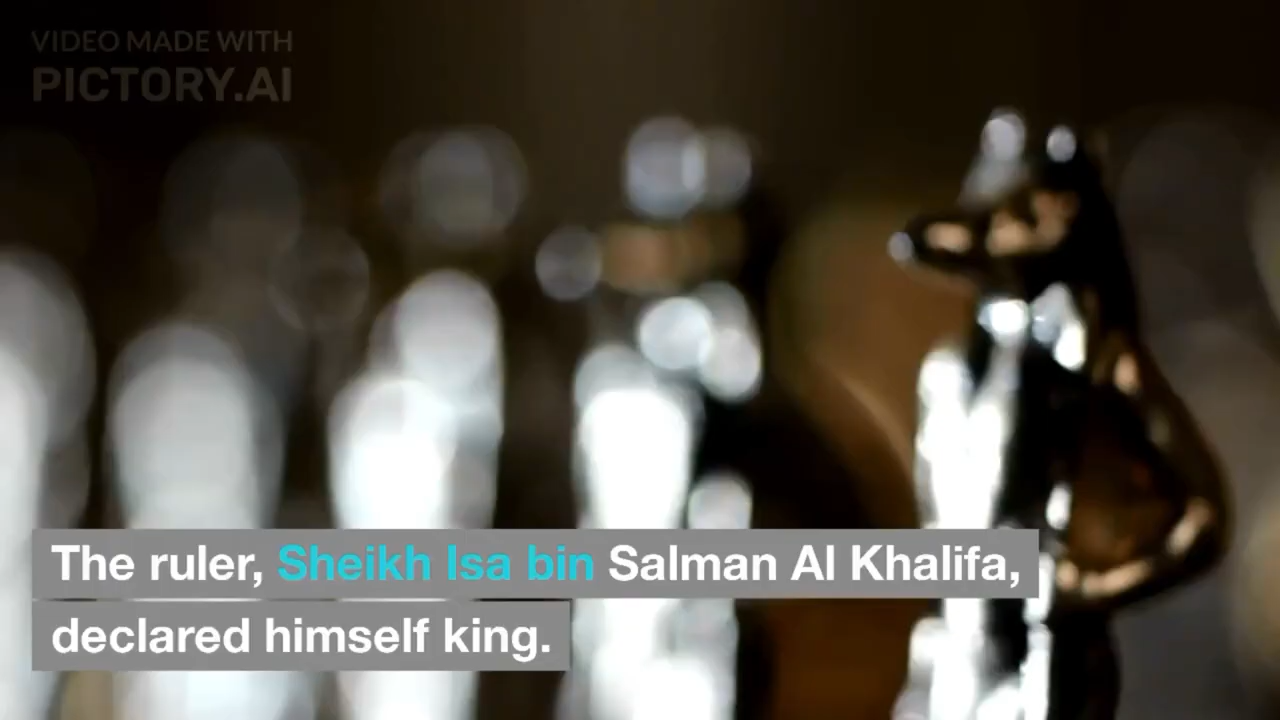 VIDEO MADE WITH
PICTORY.AI
The ruler, Sheikh Isa bin Salman Al Khalifa,
declared himself king.